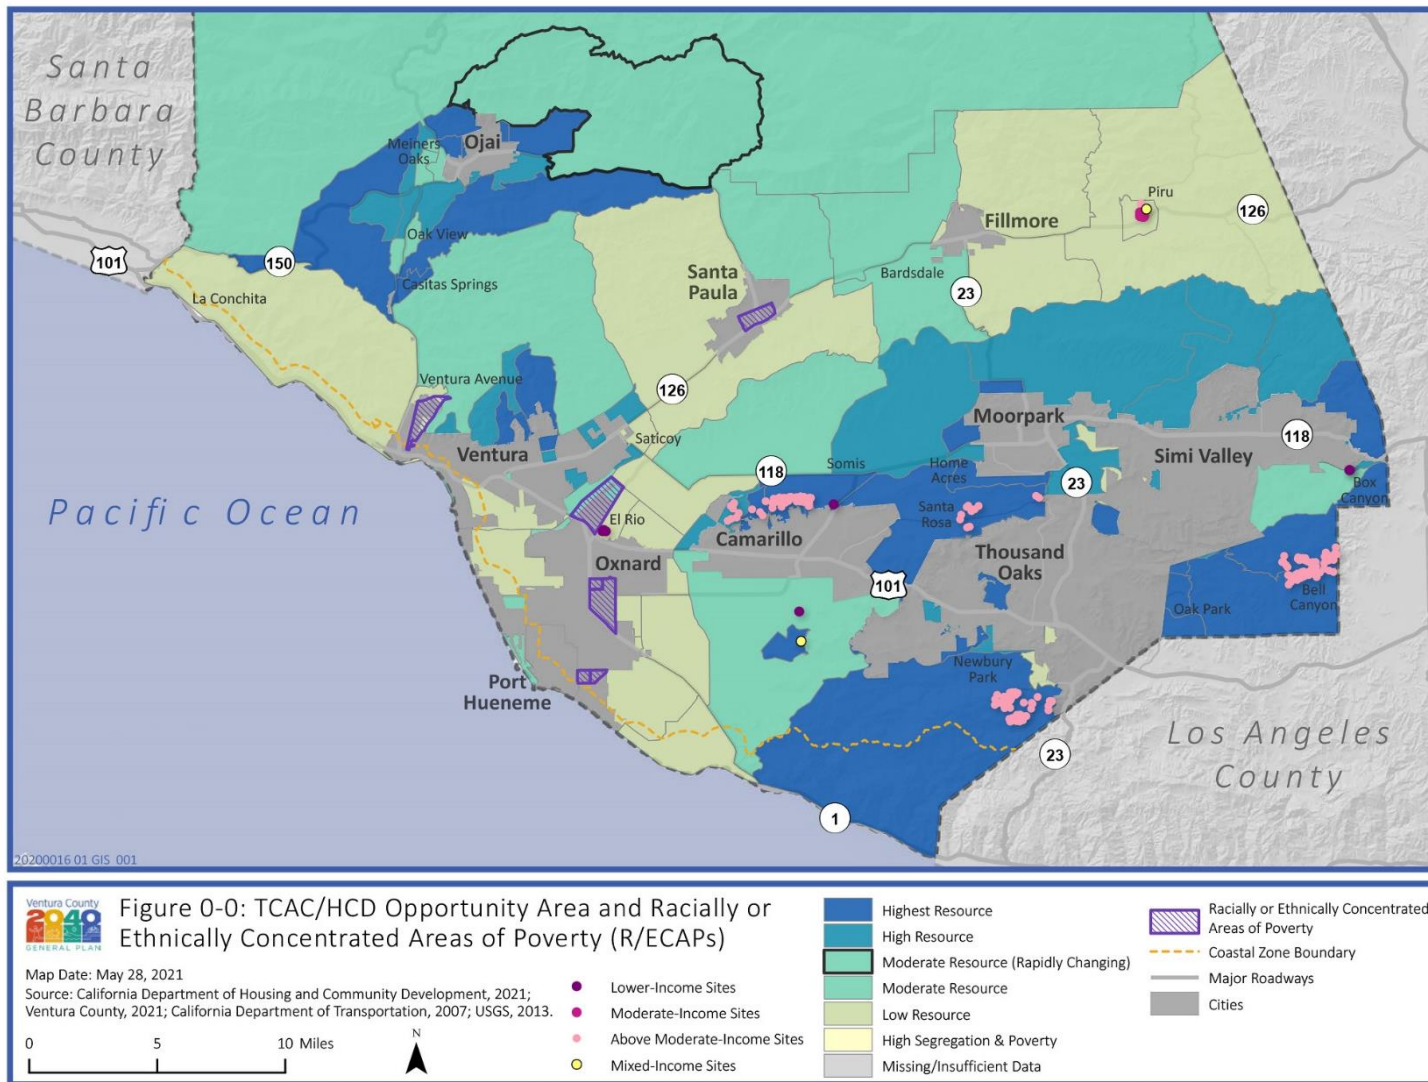 Santa
Barbara
County
Meiners
Oaks
Ojai
Oak View
Casitas Springs
101
150
La Conchita
Ventura Avenue
Ventura
Saticoy
126
Santa
Paula
Fillmore
Bardsdale
23
Piru
126
Pacific Ocean
El Rio
Oxnard
Port
Hueneme
118
Somis
Camarillo
Home
Acres
Santa
Rosa
Moorpark
23
Simi Valley
118
Box
Canyon
Thousand
Oaks
101
Newbury
Park
Oak Park
Bell
Canyon
Los Angeles
County
23
1
20200016 01 GIS 001
Ventura County
2040
GENERAL PLAN
Figure 0-0: TCAC/HCD Opportunity Area and Racially or
Ethnically Concentrated Areas of Poverty (R/ECAPs)
Map Date: May 28, 2021
Source: California Department of Housing and Community Development, 2021;
Ventura County, 2021; California Department of Transportation, 2007; USGS, 2013.
0 5 10 Miles
N
Lower-Income Sites
Moderate-Income Sites
Above Moderate-Income Sites
Mixed-Income Sites
Highest Resource
High Resource
Moderate Resource (Rapidly Changing)
Moderate Resource
Low Resource
High Segregation & Poverty
Missing/Insufficient Data
Racially or Ethnically Concentrated
Areas of Poverty
Coastal Zone Boundary
Major Roadways
Cities